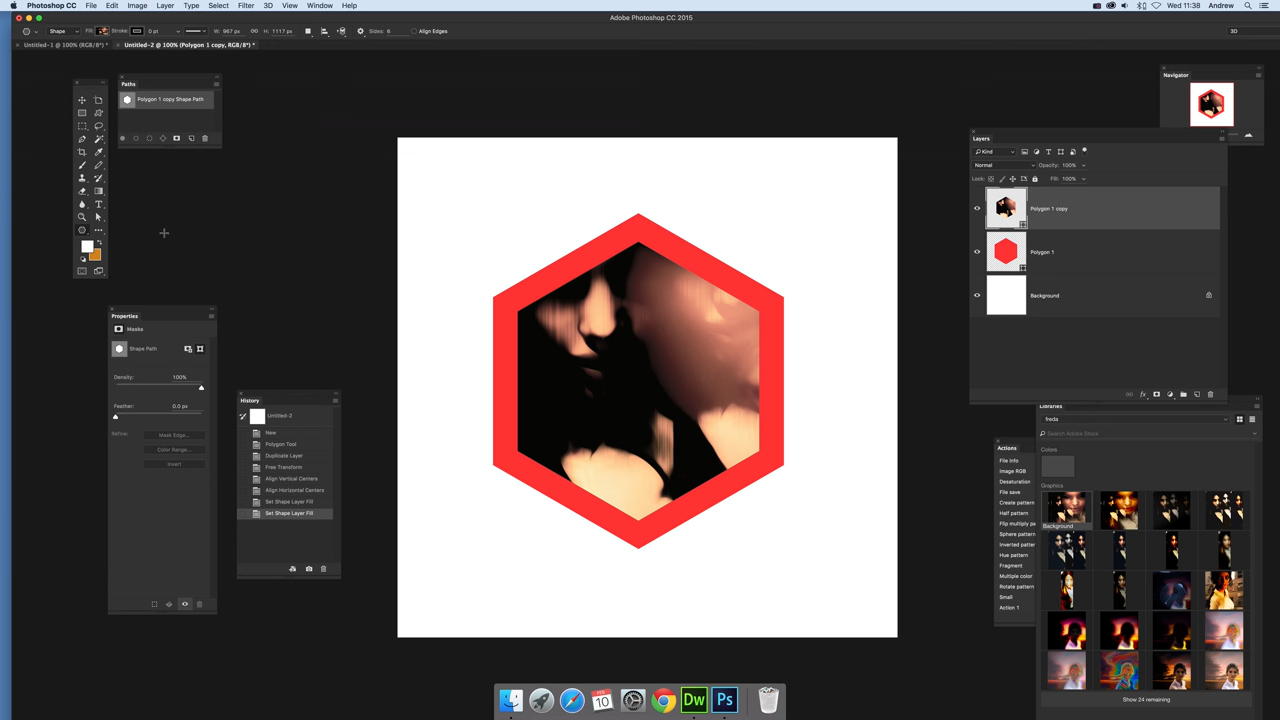 Photoshop CC File Edit Image Layer Type Select Filter 3D View Window Help Wed 11:38 Andrew
Adobe Photoshop CC 2015
Shape Fill: Stroke: 0 pt W: 967 px H: 1117 px Sides: 6 Align Edges 3D
Untitled-1 @ 100% (RGB/8*) * Untitled-2 @ 100% (Polygon 1 copy, RGB/8*) *
Paths
Polygon 1 copy Shape Path
Properties
Masks
Shape Path
Density: 100%
Feather: 0.0 px
Refine: Mask Edge...
Color Range...
Invert
History
Untitled-2
New
Polygon Tool
Duplicate Layer
Free Transform
Align Vertical Centers
Align Horizontal Centers
Set Shape Layer Fill
Set Shape Layer Fill
Navigator
Layers
Kind
Normal Opacity: 100%
Lock: Fill: 100%
Polygon 1 copy
Polygon 1
Background
Libraries
freda
Search Adobe Stock
Colors
Graphics
Background
Show 24 remaining
Actions
File info
Image RGB
Desaturation
File save
Create pattern
Half pattern
Flip multiply pa
Sphere pattern
Inverted patter
Hue pattern
Fragment
Multiple color
Rotate pattern
Small
Action 1
FEB
10
Dw
Ps